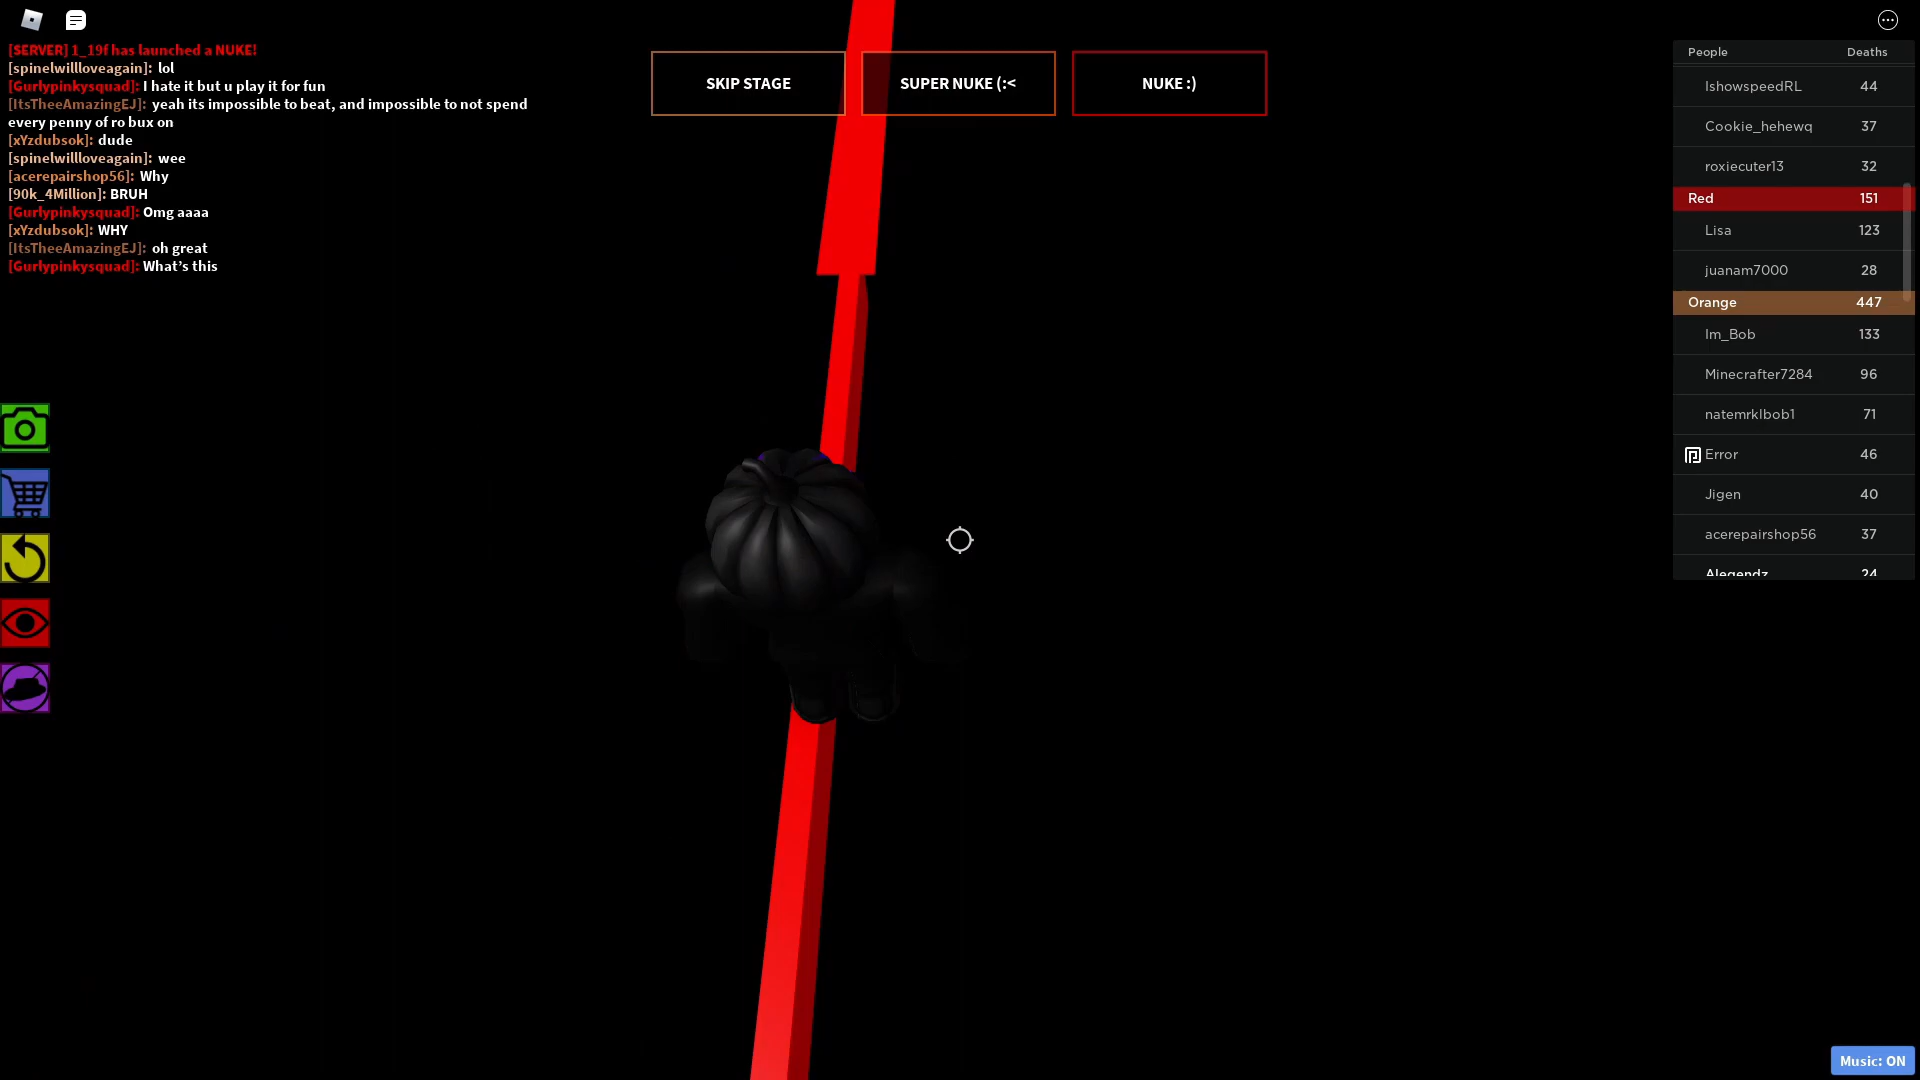 [SERVER] 1_19f has launched a NUKE!
[spinelwillloveagain]: lol
[Gurlypinkysquad]: I hate it but u play it for fun
[ItsTheeAmazingEJ]: yeah its impossible to beat, and impossible to not spend
every penny of ro bux on
[xYzdubsok]: dude
[spinelwillloveagain]: wee
[acerepairshop56]: Why
[90k_4Million]: BRUH
[Gurlypinkysquad]: Omg aaaa
[xYzdubsok]: WHY
[ItsTheeAmazingEJ]: oh great
[Gurlypinkysquad]: What's this
SKIP STAGE
SUPER NUKE (:<
NUKE :)
People Deaths
IshowspeedRL 44
Cookie_hehewq 37
roxiecuter13 32
Red 151
Lisa 123
juanam7000 28
Orange 447
Im_Bob 133
Minecrafter7284 96
natemrklbob1 71
Error 46
Jigen 40
acerepairshop56 37
Alegendz 24
Music: ON